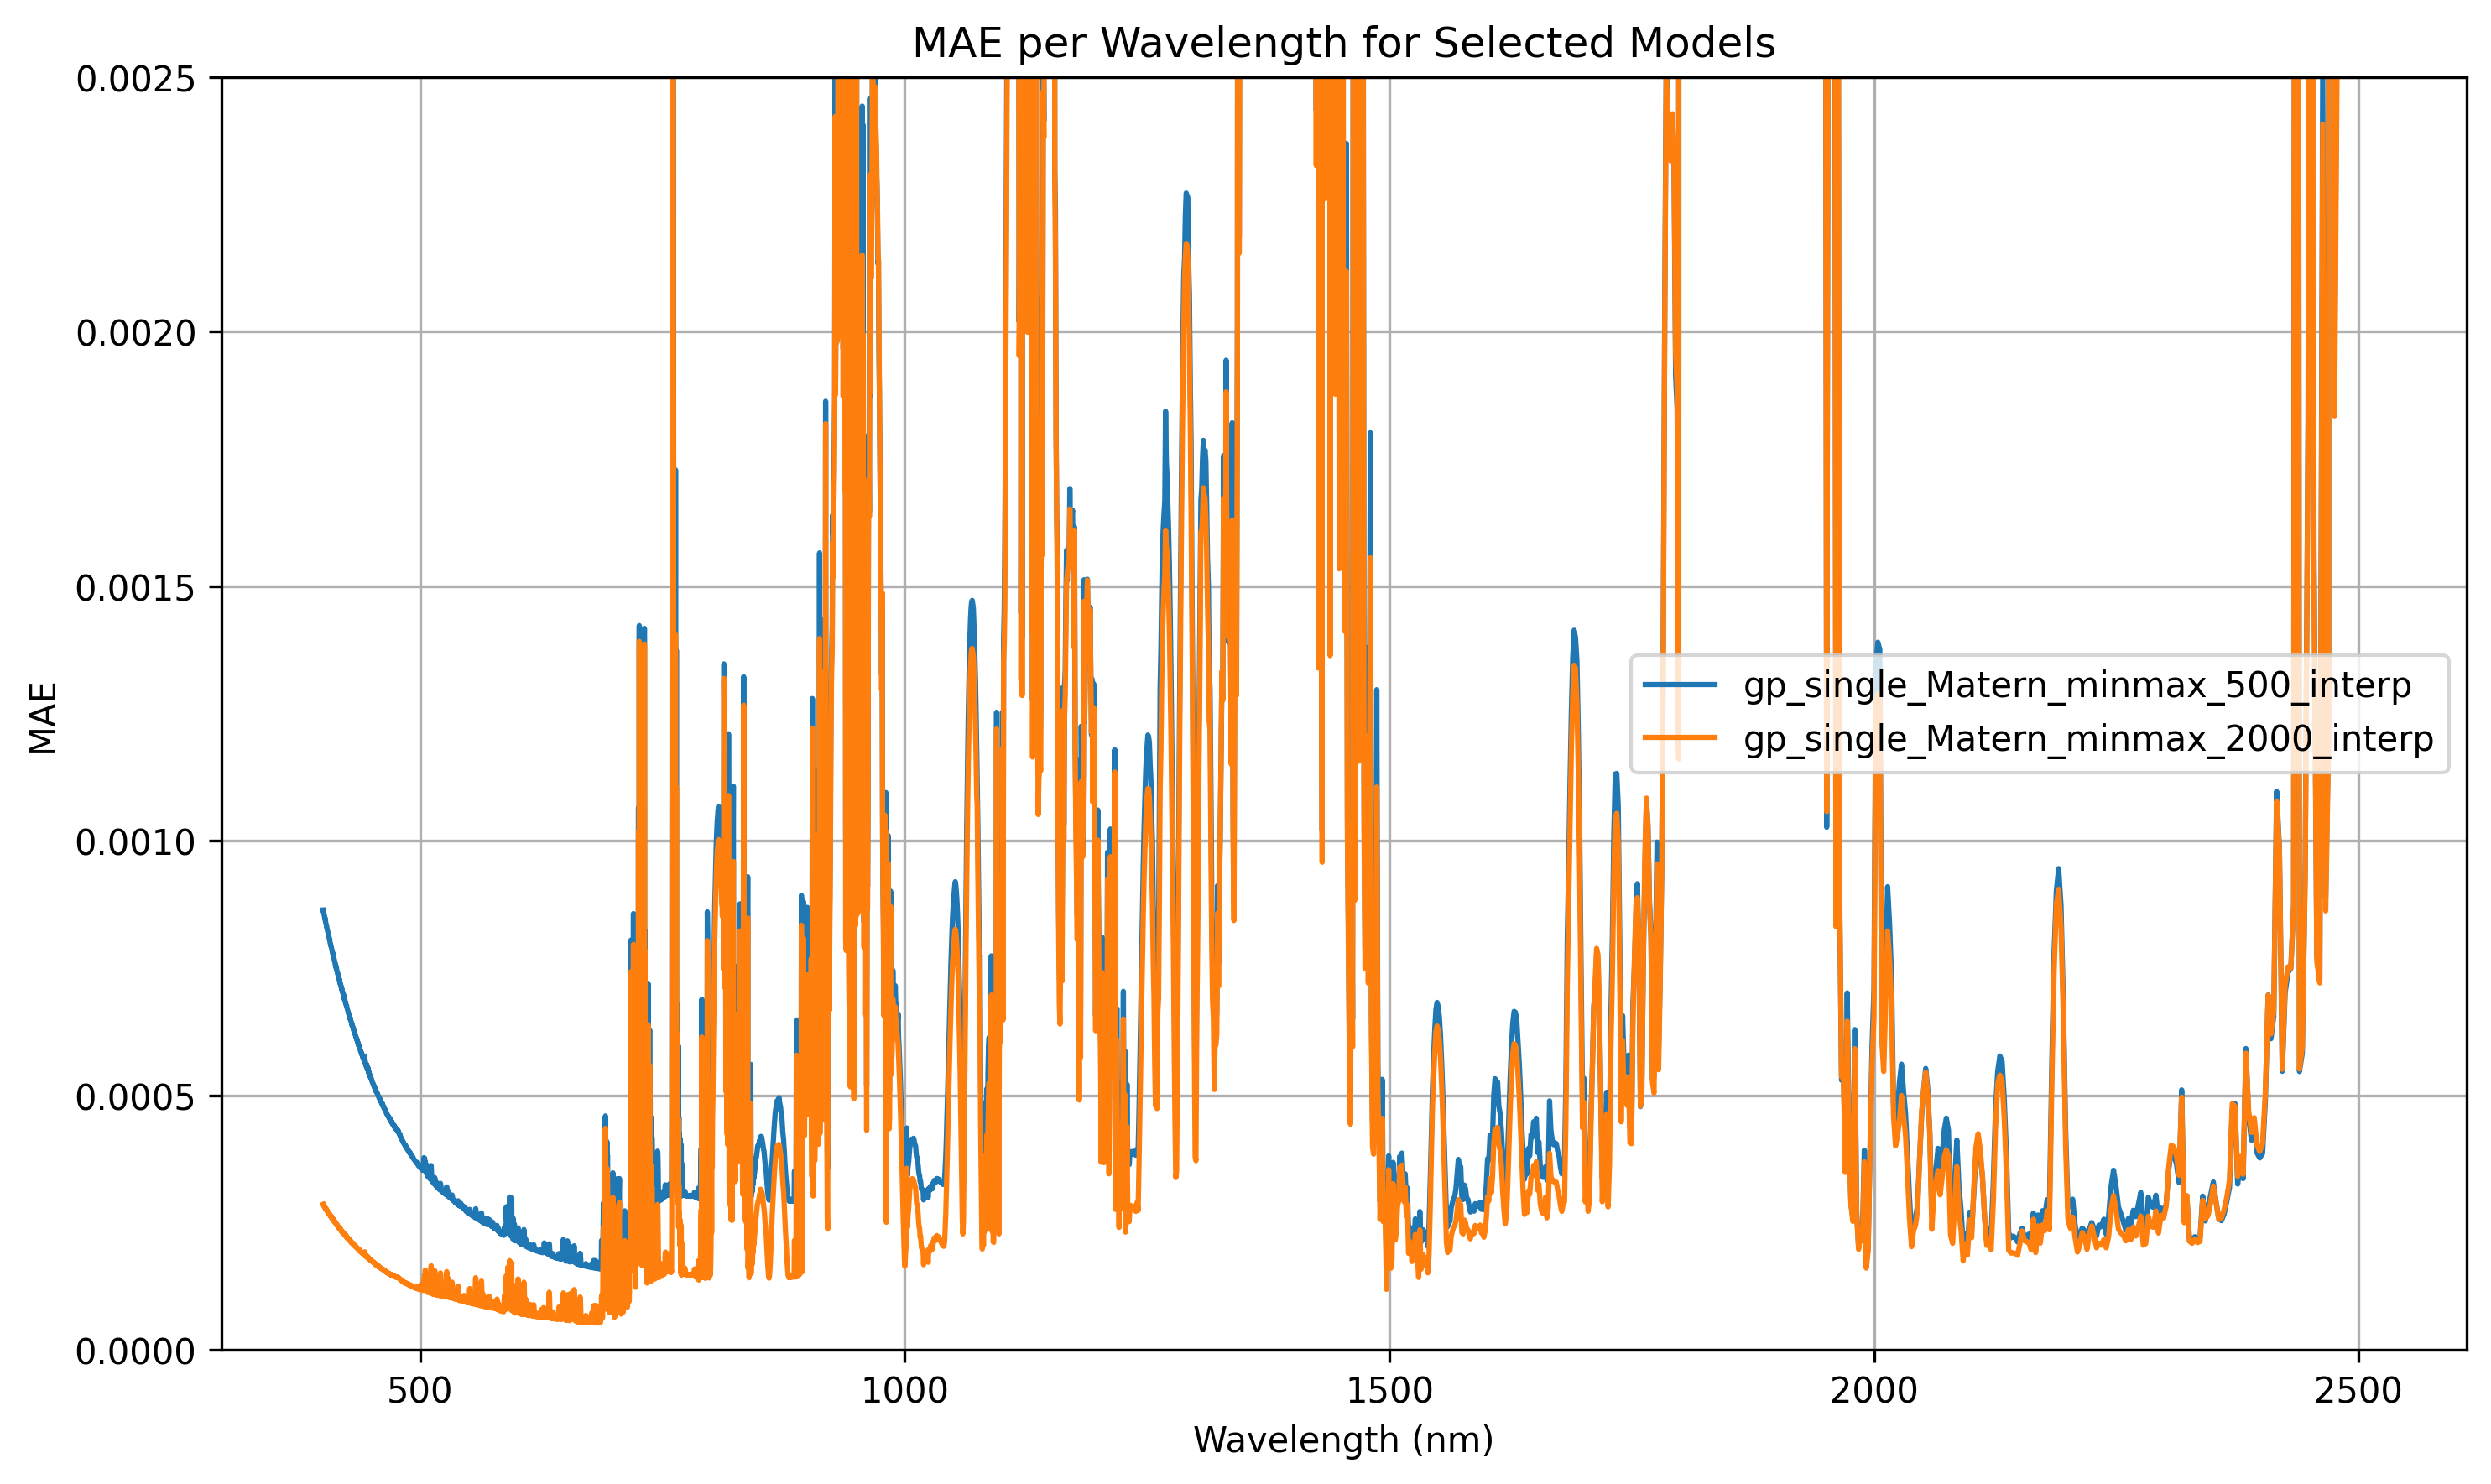 MAE per Wavelength for Selected Models
0.0025
0.0020
0.0015
0.0010
0.0005
0.0000
MAE
gp_single_Matern_minmax_500_interp
gp_single_Matern_minmax_2000_interp
500 1000 1500 2000 2500
Wavelength (nm)